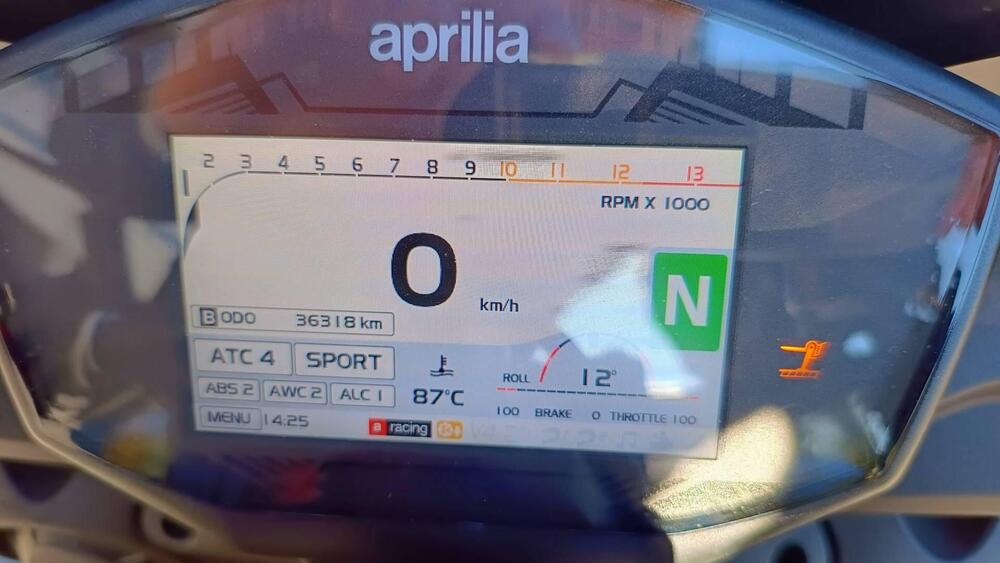 aprilia
1 2 3 4 5 6 7 8 9 10 11 12 13
RPM X 1000
0 km/h
N
B ODO 36318 km
ATC 4 SPORT
ABS 2 AWC 2 ALC 1
87°C
ROLL 12°
100 BRAKE 0 THROTTLE 100
MENU 14:25
a racing